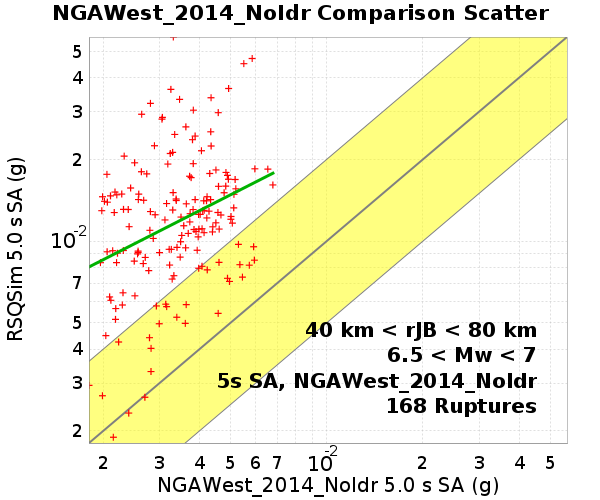 NGAWest_2014_NoIdr Comparison Scatter
RSQSim 5.0 s SA (g)
5
4
3
2
10-2
7
5
4
3
2
40 km < rJB < 80 km
6.5 < Mw < 7
5s SA, NGAWest_2014_NoIdr
168 Ruptures
2 3 4 5 6 7 10-2 2 3 4 5
NGAWest_2014_NoIdr 5.0 s SA (g)